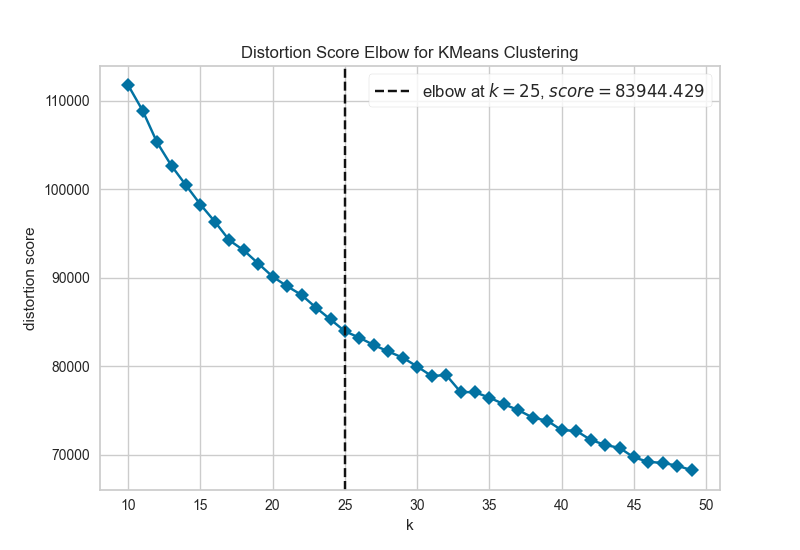 Distortion Score Elbow for KMeans Clustering
elbow at k = 25, score = 83944.429
distortion score
110000
100000
90000
80000
70000
10 15 20 25 30 35 40 45 50
k